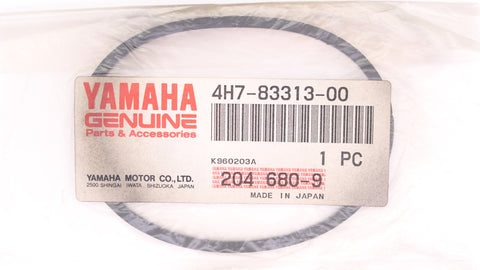 YAMAHA
GENUINE
Parts & Accessories
4H7-83313-00
K960203A
1 PC
YAMAHA MOTOR CO.,LTD.
2500 SHINGAI IWATA SHIZUOKA JAPAN
204 680-9
MADE IN JAPAN